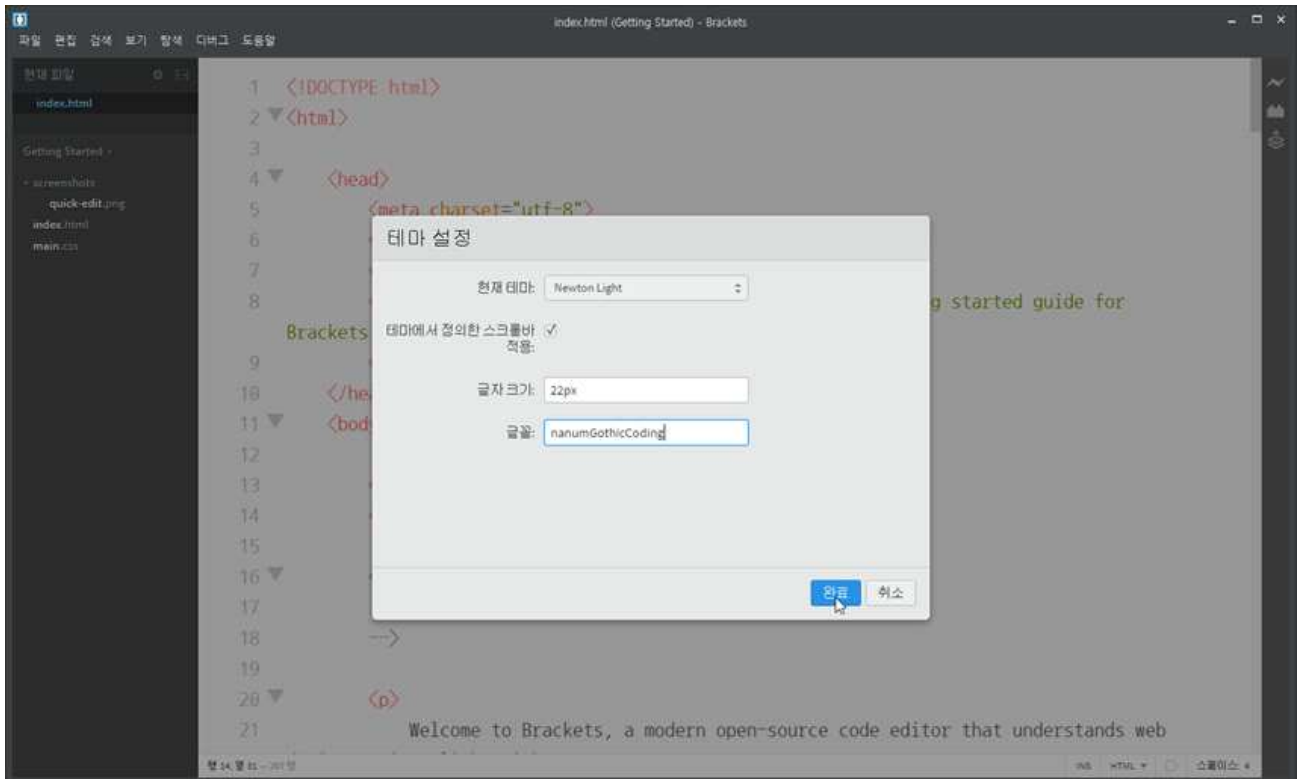 index.html (Getting Started) - Brackets
파일 편집 검색 보기 탐색 디버그 도움말
현재 파일
index.html
Getting Started
screenshots
quick-edit.png
index.html
main.css
1 <!DOCTYPE html>
2 <html>
3
4 <head>
5 <meta charset="utf-8">
6
7
8 g started guide for
Brackets
9
10 </hea
11 <body
12
13
14
15
16
17
18 -->
19
20 <p>
21 Welcome to Brackets, a modern open-source code editor that understands web
테마 설정
현재 테마: Newton Light
테마에서 정의한 스크롤바
적용:
글자 크기: 22px
글꼴: nanumGothicCoding
완료 취소
INS HTML 스페이스: 4